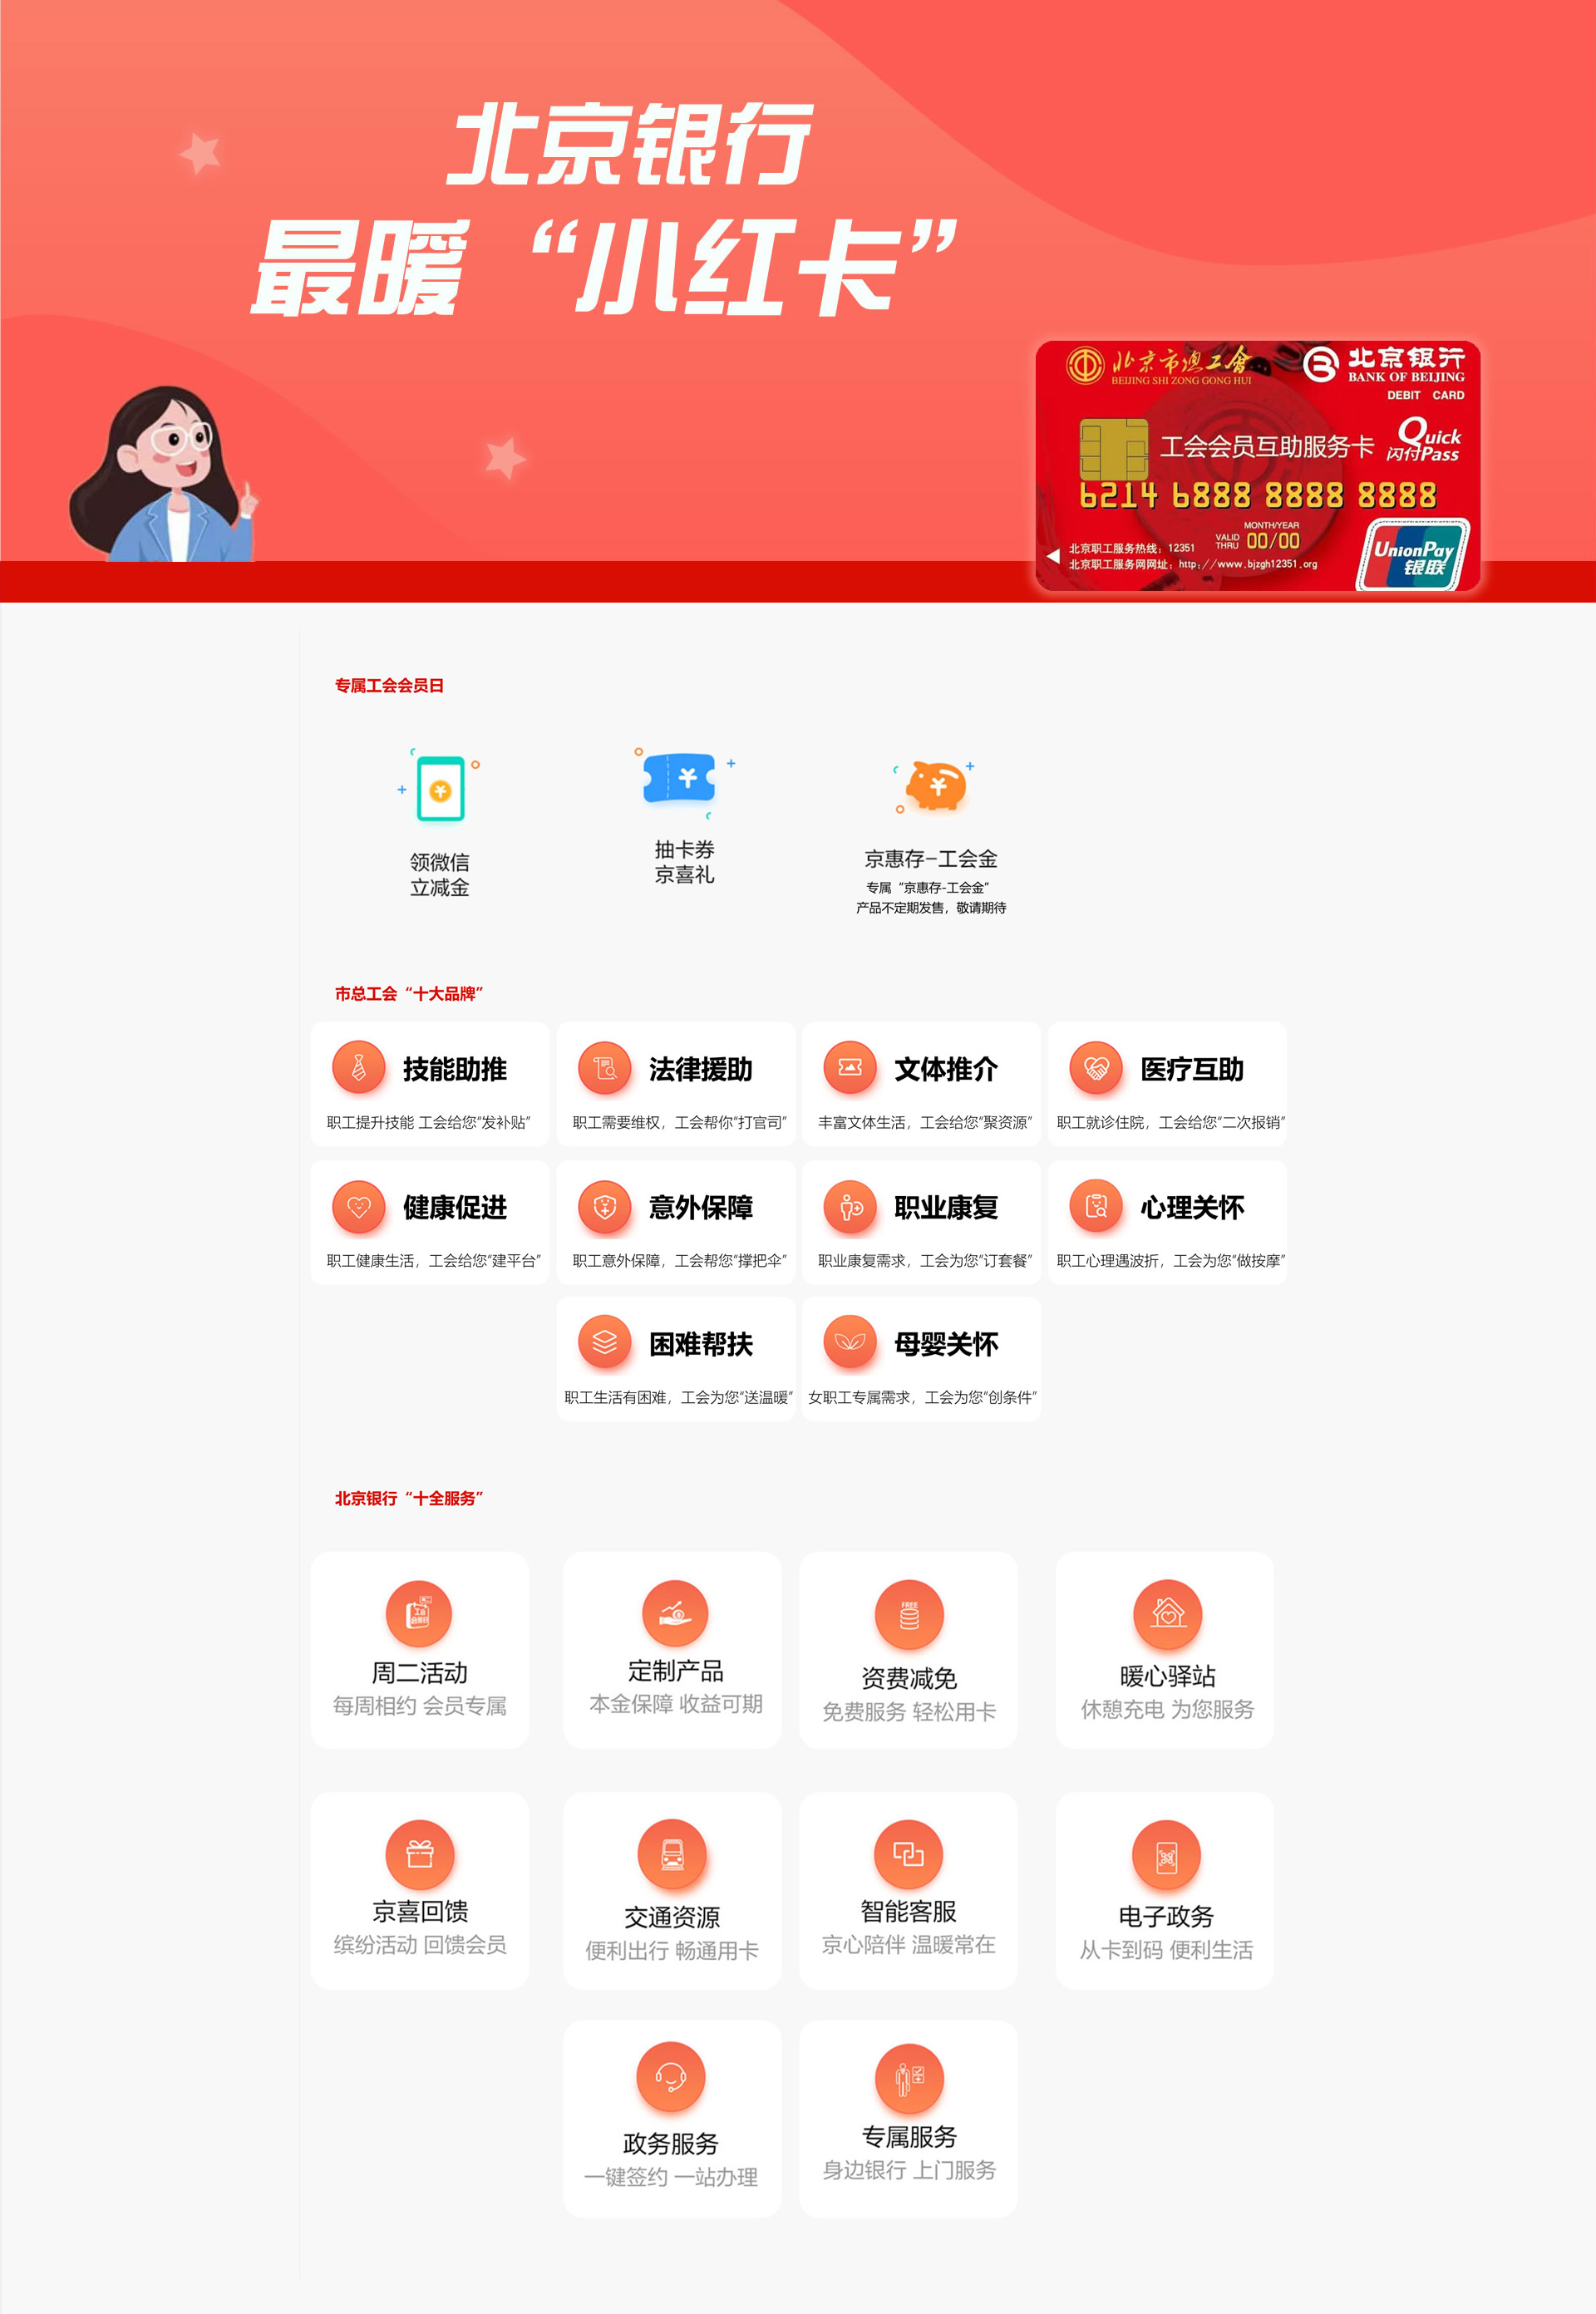 北京银行
最暖“小红卡”
北京市总工會
BEIJING SHI ZONG GONG HUI
北京银行
BANK OF BEIJING
DEBIT CARD
工会会员互助服务卡
Quick
闪付Pass
6214 6888 8888 8888
MONTH/YEAR
VALID
THRU
00/00
北京职工服务热线：12351
北京职工服务网网址：http://www.bjzgh12351.org
UnionPay
银联
专属工会会员日
领微信
立减金
抽卡券
京喜礼
京惠存-工会金
专属“京惠存-工会金”
产品不定期发售，敬请期待
市总工会“十大品牌”
技能助推
职工提升技能 工会给您“发补贴”
法律援助
职工需要维权，工会帮你“打官司”
文体推介
丰富文体生活，工会给您“聚资源”
医疗互助
职工就诊住院，工会给您“二次报销”
健康促进
职工健康生活，工会给您“建平台”
意外保障
职工意外保障，工会帮您“撑把伞”
职业康复
职业康复需求，工会为您“订套餐”
心理关怀
职工心理遇波折，工会为您“做按摩”
困难帮扶
职工生活有困难，工会为您“送温暖”
母婴关怀
女职工专属需求，工会为您“创条件”
北京银行“十全服务”
周二活动
每周相约 会员专属
定制产品
本金保障 收益可期
FREE
资费减免
免费服务 轻松用卡
暖心驿站
休憩充电 为您服务
京喜回馈
缤纷活动 回馈会员
交通资源
便利出行 畅通用卡
智能客服
京心陪伴 温暖常在
电子政务
从卡到码 便利生活
政务服务
一键签约 一站办理
专属服务
身边银行 上门服务